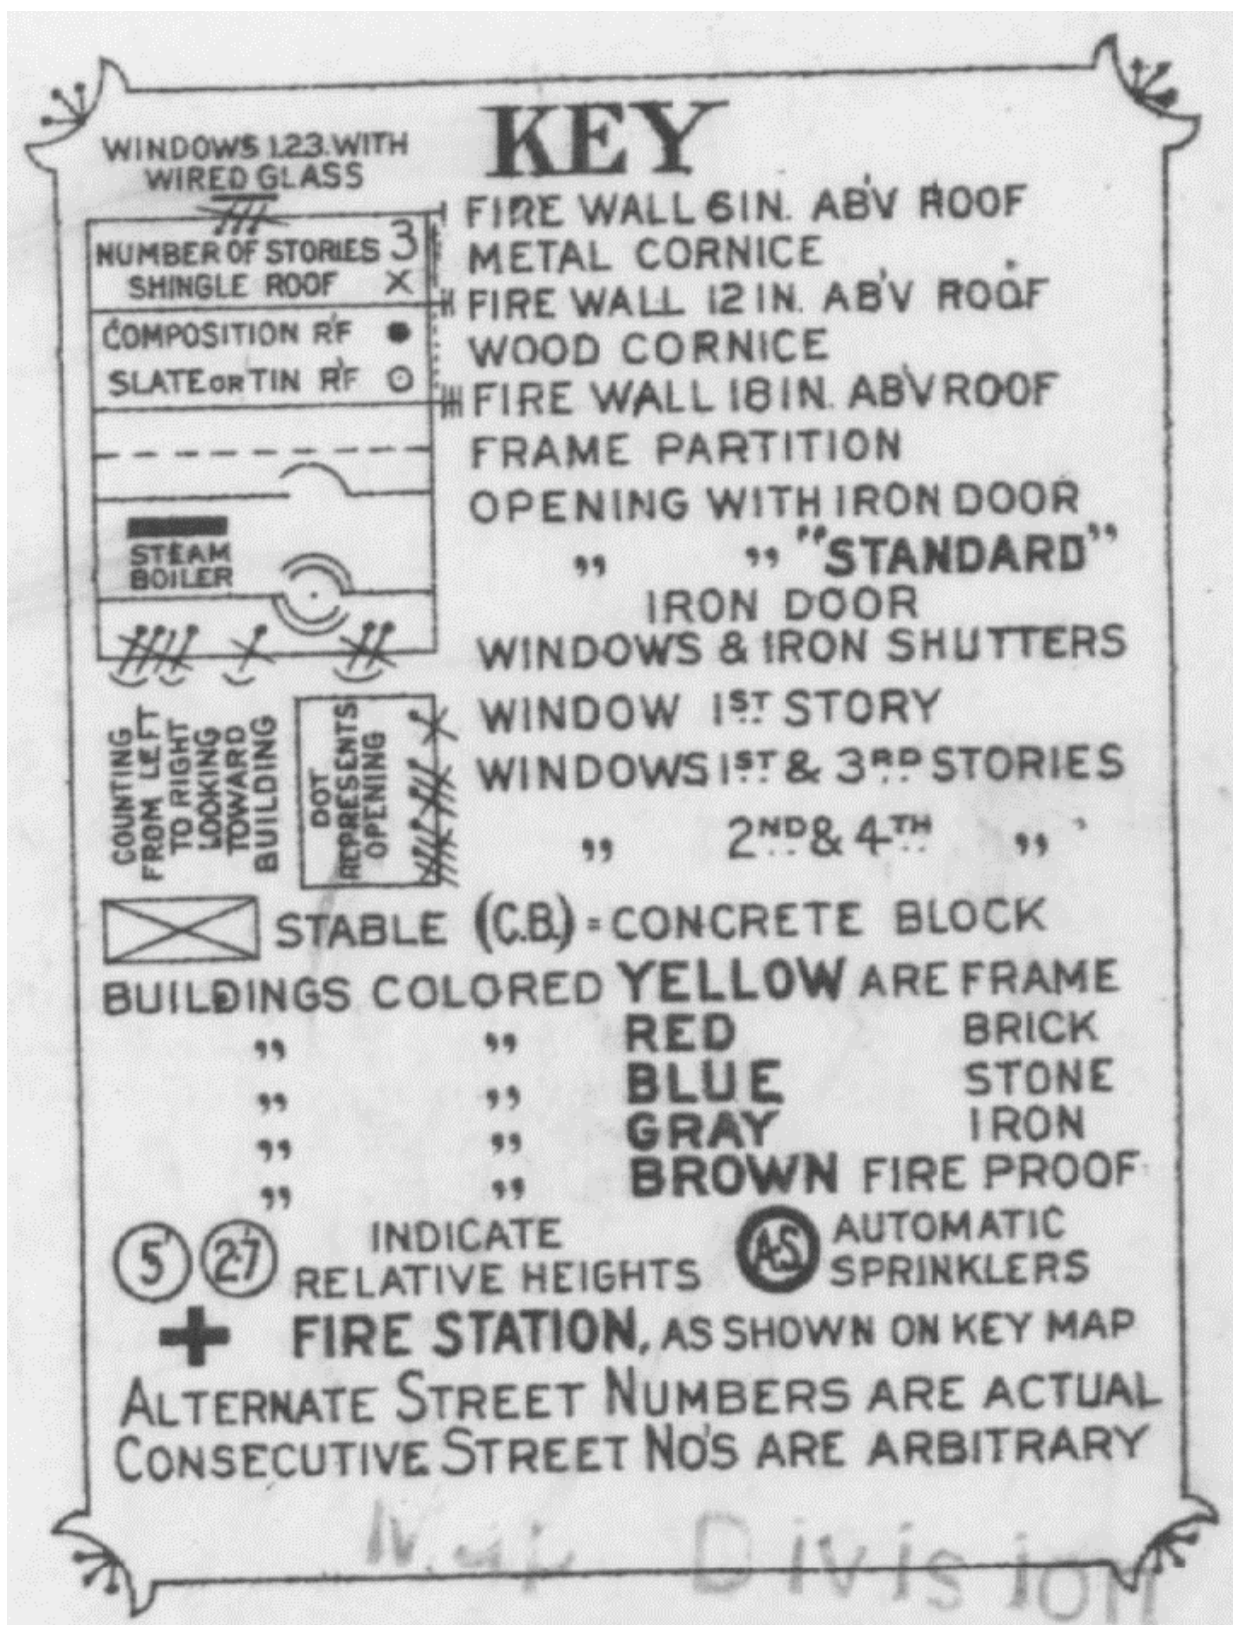 KEY
WINDOWS 1.2.3. WITH
WIRED GLASS
NUMBER OF STORIES 3
SHINGLE ROOF X
COMPOSITION R'F
SLATE OR TIN R'F
STEAM
BOILER
FIRE WALL 6 IN. AB'V ROOF
METAL CORNICE
FIRE WALL 12 IN. AB'V ROOF
WOOD CORNICE
FIRE WALL 18 IN. AB'V ROOF
FRAME PARTITION
OPENING WITH IRON DOOR
„ „ "STANDARD"
IRON DOOR
WINDOWS & IRON SHUTTERS
WINDOW 1ST STORY
WINDOWS 1ST & 3RD STORIES
„ 2ND & 4TH „
COUNTING
FROM LEFT
TO RIGHT
LOOKING
TOWARD
BUILDING
DOT
REPRESENTS
OPENING
STABLE (C.B.) = CONCRETE BLOCK
BUILDINGS COLORED YELLOW ARE FRAME
„ „ RED BRICK
„ „ BLUE STONE
„ „ GRAY IRON
„ „ BROWN FIRE PROOF
5' 27' INDICATE
RELATIVE HEIGHTS
A.S. AUTOMATIC
SPRINKLERS
FIRE STATION, AS SHOWN ON KEY MAP
ALTERNATE STREET NUMBERS ARE ACTUAL
CONSECUTIVE STREET NO'S ARE ARBITRARY
Division